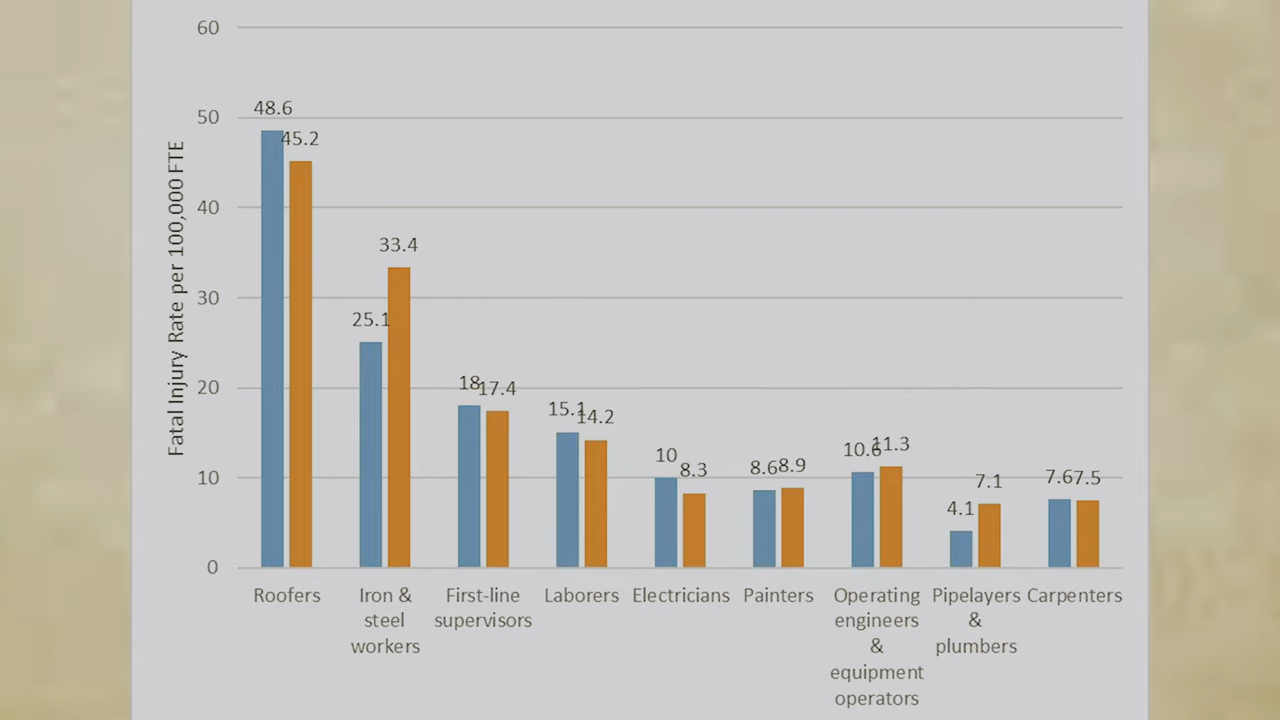 60
50
40
30
20
10
0
Fatal Injury Rate per 100,000 FTE
48.6
45.2
25.1
33.4
18
17.4
15.1
14.2
10
8.3
8.6
8.9
10.6
11.3
4.1
7.1
7.6
7.5
Roofers
Iron &
steel
workers
First-line
supervisors
Laborers
Electricians
Painters
Operating
engineers
&
equipment
operators
Pipelayers
&
plumbers
Carpenters